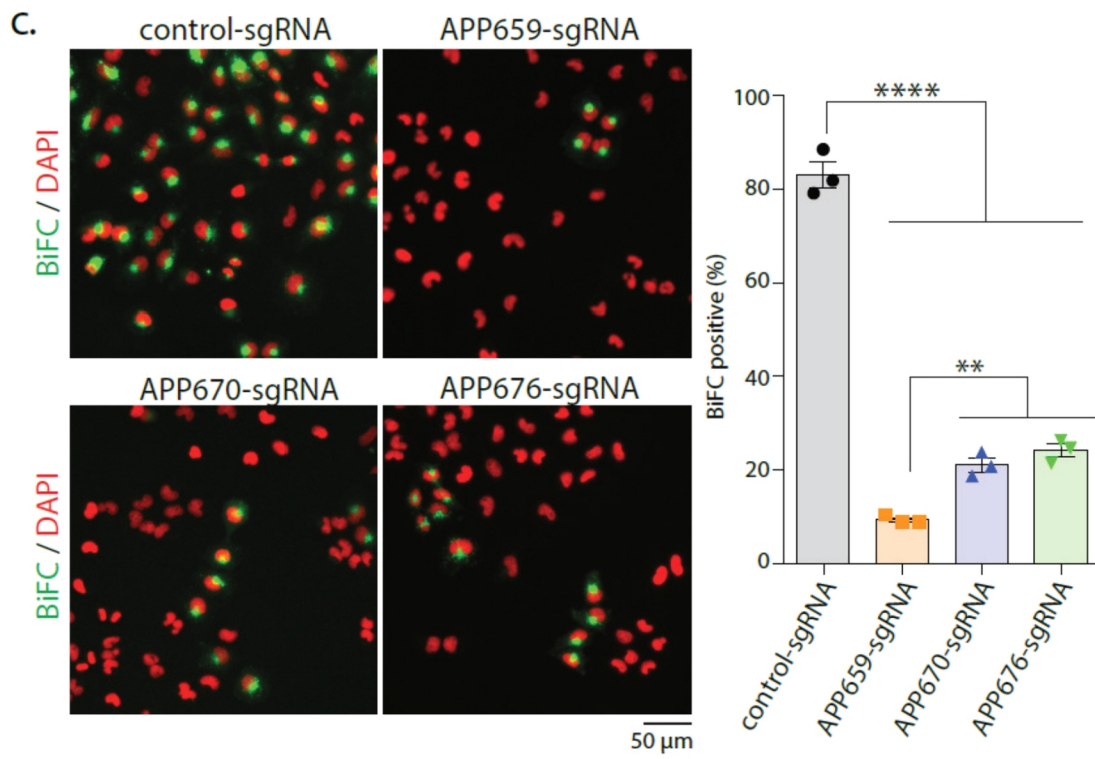 C.
control-sgRNA
APP659-sgRNA
BiFC / DAPI
APP670-sgRNA
APP676-sgRNA
BiFC / DAPI
50 µm
BiFC positive (%)
100
80
60
40
20
0
****
**
control-sgRNA
APP659-sgRNA
APP670-sgRNA
APP676-sgRNA